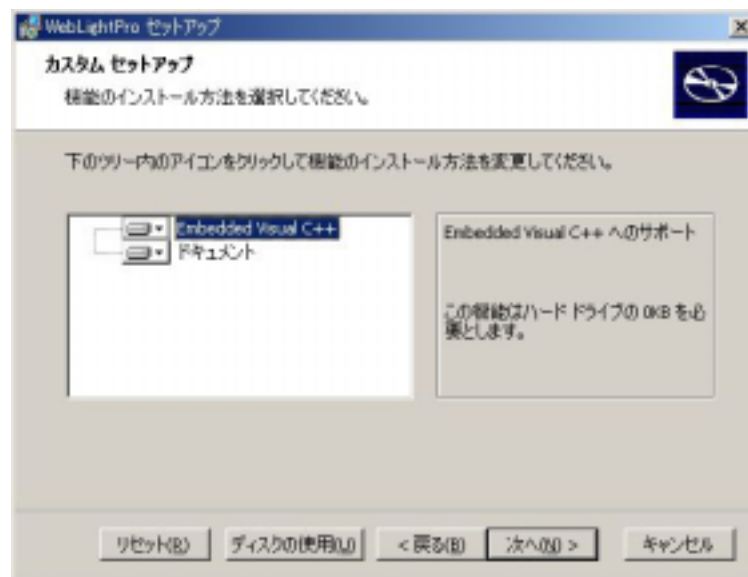 WebLightPro セットアップ
カスタム セットアップ
機能のインストール方法を選択してください。
下のツリー内のアイコンをクリックして機能のインストール方法を変更してください。
Embedded Visual C++
ドキュメント
Embedded Visual C++ へのサポート
この機能はハード ドライブの 0KB を必
要とします。
リセット(R) ディスクの使用(U) < 戻る(B) 次へ(N) > キャンセル